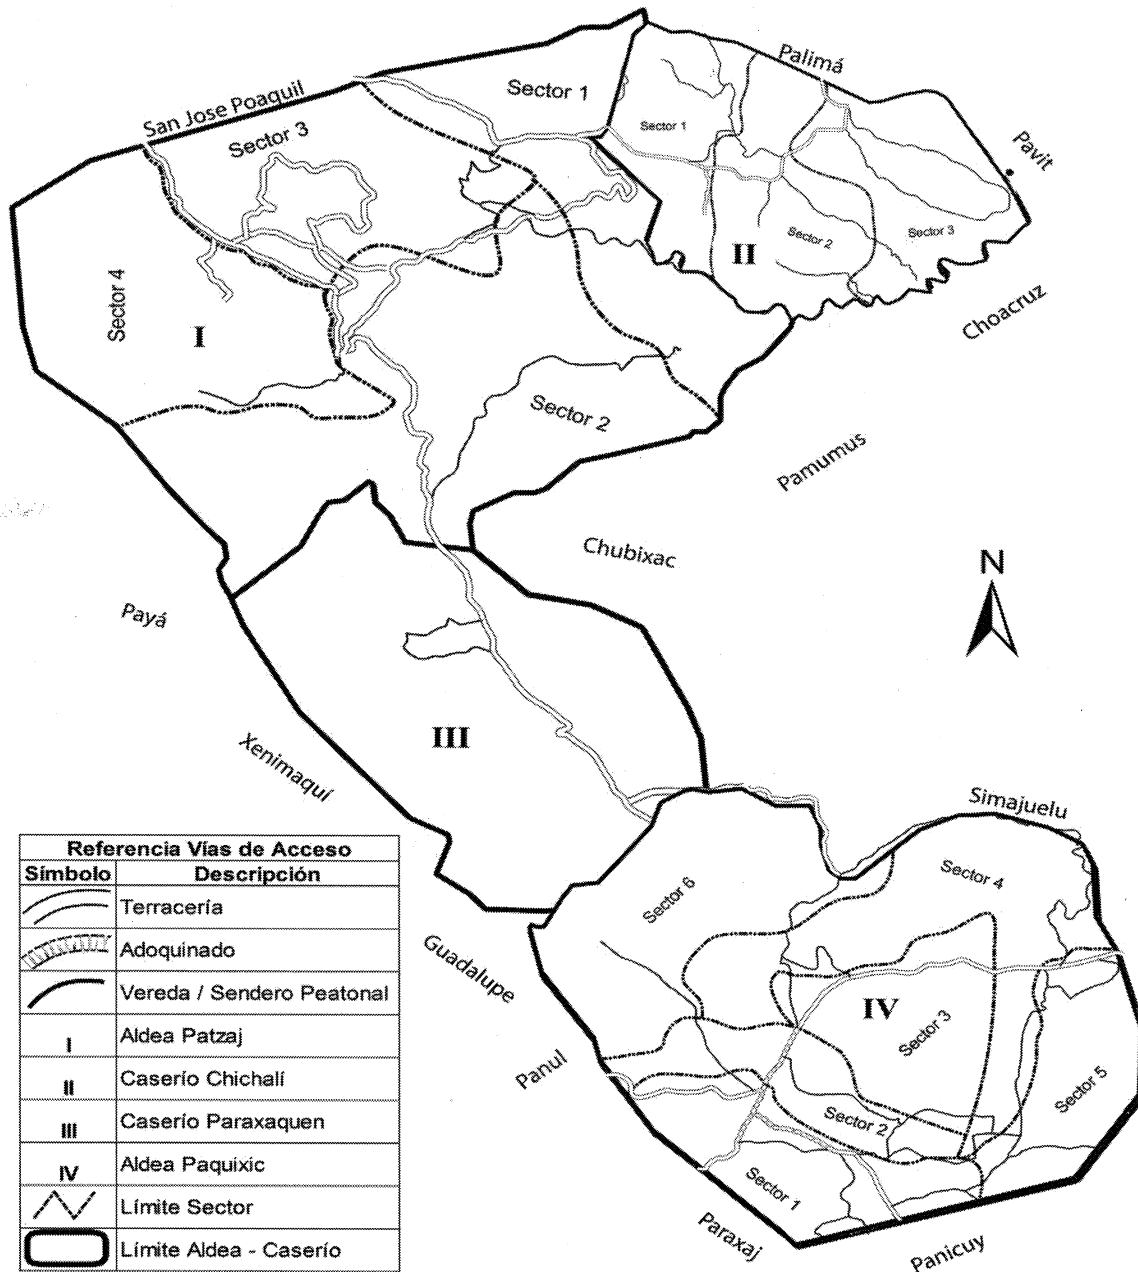 Palimá
San Jose Poaquil
Sector 1
Sector 3
Sector 1
Pavit
Sector 4
I
II
Sector 2
Sector 3
Choacruz
Sector 2
Pamumus
Chubixac
N
Payá
III
Xenimaquí
Simajuelu
Sector 6
Sector 4
Guadalupe
IV
Sector 3
Panul
Sector 5
Sector 2
Sector 1
Paraxaj
Panicuy
Referencia Vías de Acceso
Símbolo Descripción
Terracería
Adoquinado
Vereda / Sendero Peatonal
I Aldea Patzaj
II Caserío Chichalí
III Caserío Paraxaquen
IV Aldea Paquixic
Límite Sector
Límite Aldea - Caserío